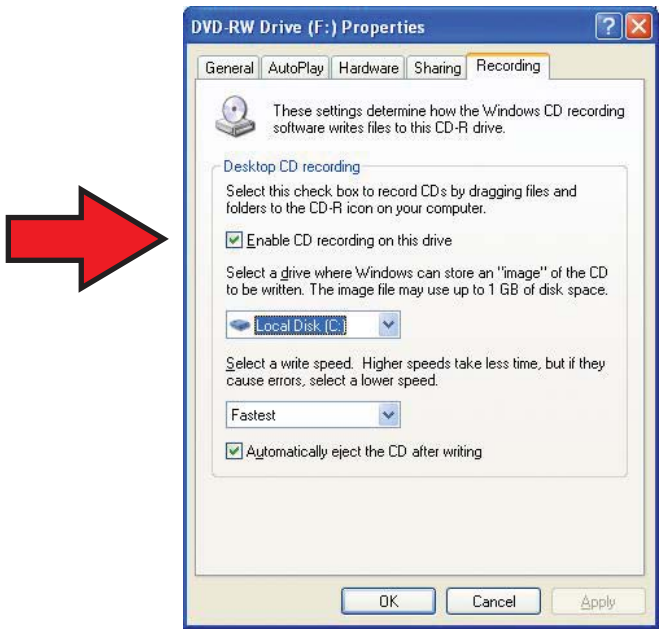 DVD-RW Drive (F:) Properties
General AutoPlay Hardware Sharing Recording
These settings determine how the Windows CD recording
software writes files to this CD-R drive.
Desktop CD recording
Select this check box to record CDs by dragging files and
folders to the CD-R icon on your computer.
Enable CD recording on this drive
Select a drive where Windows can store an "image" of the CD
to be written. The image file may use up to 1 GB of disk space.
Local Disk (C:)
Select a write speed. Higher speeds take less time, but if they
cause errors, select a lower speed.
Fastest
Automatically eject the CD after writing
OK Cancel Apply